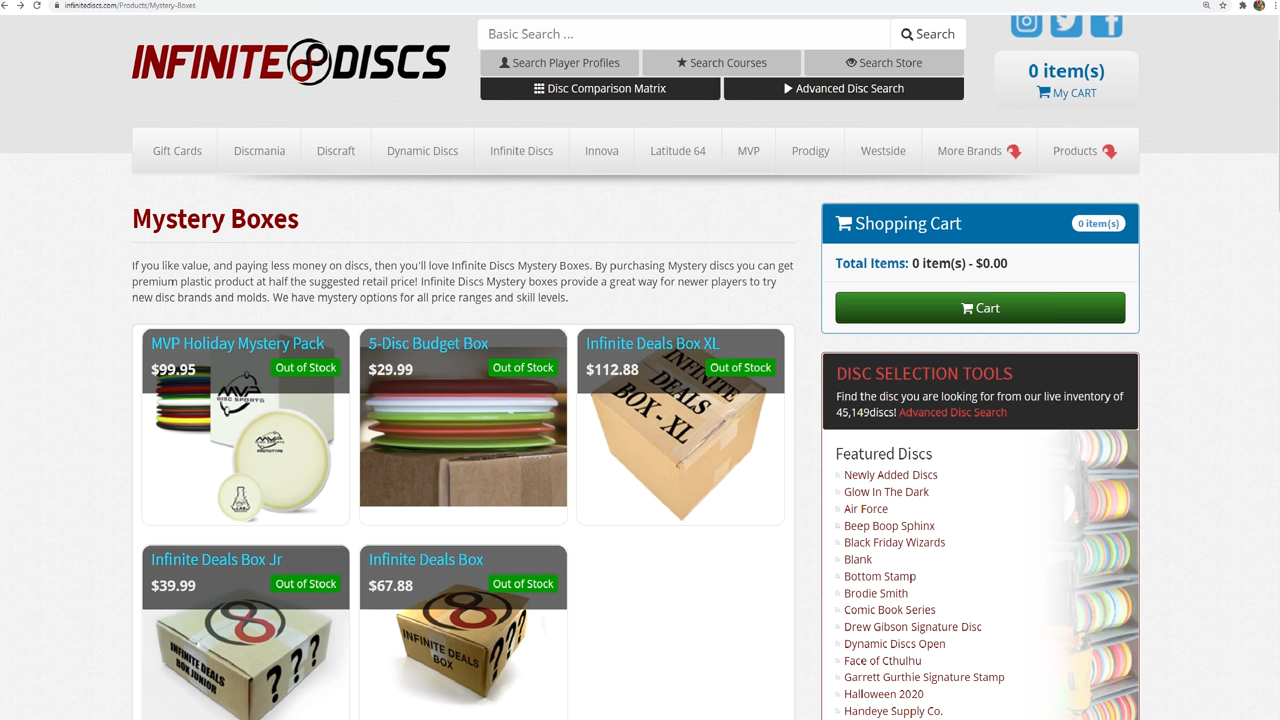 infinitediscs.com/Products/Mystery-Boxes
INFINITE DISCS
Basic Search ...
Search
Search Player Profiles
Search Courses
Search Store
Disc Comparison Matrix
Advanced Disc Search
0 item(s)
My CART
Gift Cards
Discmania
Discraft
Dynamic Discs
Infinite Discs
Innova
Latitude 64
MVP
Prodigy
Westside
More Brands
Products
Mystery Boxes
If you like value, and paying less money on discs, then you'll love Infinite Discs Mystery Boxes. By purchasing Mystery discs you can get
premium plastic product at half the suggested retail price! Infinite Discs Mystery boxes provide a great way for newer players to try
new disc brands and molds. We have mystery options for all price ranges and skill levels.
MVP Holiday Mystery Pack
$99.95
Out of Stock
MVP
DISC SPORTS
MVP
5-Disc Budget Box
$29.99
Out of Stock
Infinite Deals Box XL
$112.88
Out of Stock
INFINITE
DEALS
BOX - XL
Infinite Deals Box Jr
$39.99
Out of Stock
INFINITE DEALS
BOX JUNIOR
? ? ?
Infinite Deals Box
$67.88
Out of Stock
INFINITE DEALS
BOX
???
Shopping Cart
0 item(s)
Total Items: 0 item(s) - $0.00
Cart
DISC SELECTION TOOLS
Find the disc you are looking for from our live inventory of
45,149discs! Advanced Disc Search
Featured Discs
Newly Added Discs
Glow In The Dark
Air Force
Beep Boop Sphinx
Black Friday Wizards
Blank
Bottom Stamp
Brodie Smith
Comic Book Series
Drew Gibson Signature Disc
Dynamic Discs Open
Face of Cthulhu
Garrett Gurthie Signature Stamp
Halloween 2020
Handeye Supply Co.